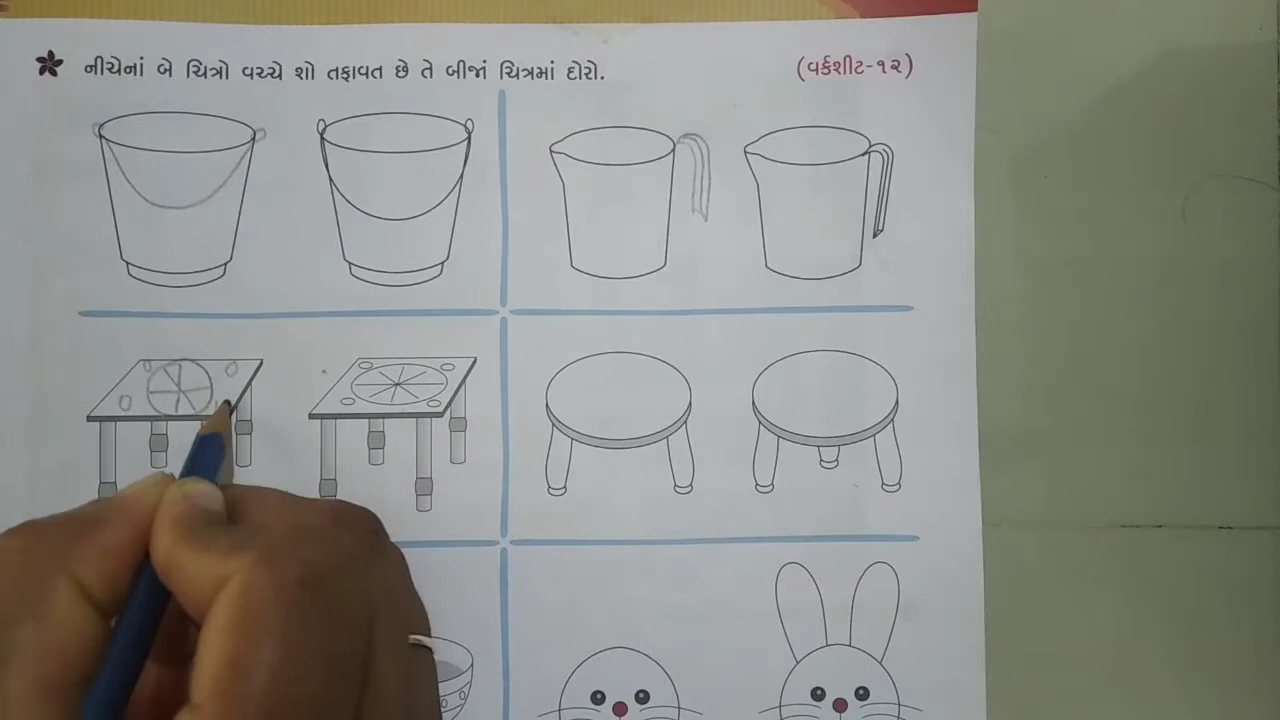 નીચેનાં બે ચિત્રો વચ્ચે શો તફાવત છે તે બીજાં ચિત્રમાં દોરો. (વર્કશીટ-૧૨)